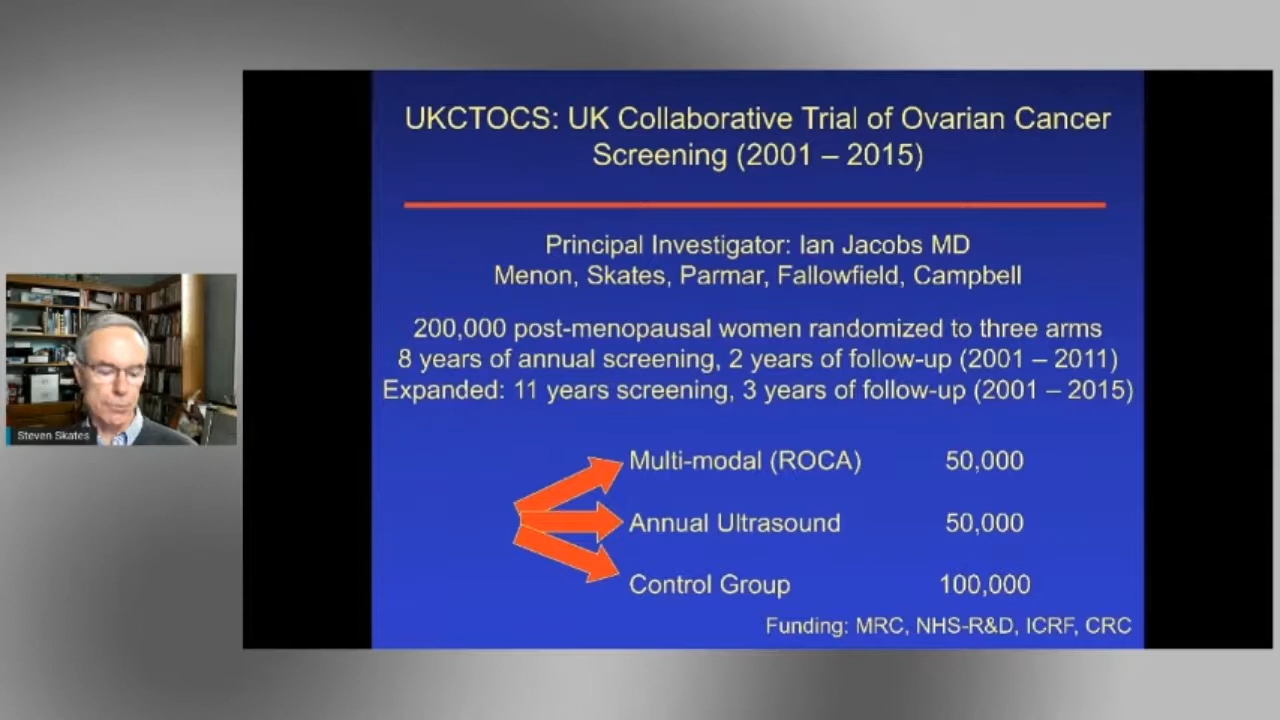 UKCTOCS: UK Collaborative Trial of Ovarian Cancer
Screening (2001 – 2015)
Principal Investigator: Ian Jacobs MD
Menon, Skates, Parmar, Fallowfield, Campbell
200,000 post-menopausal women randomized to three arms
8 years of annual screening, 2 years of follow-up (2001 – 2011)
Expanded: 11 years screening, 3 years of follow-up (2001 – 2015)
Multi-modal (ROCA) 50,000
Annual Ultrasound 50,000
Control Group 100,000
Funding: MRC, NHS-R&D, ICRF, CRC
Steven Skates